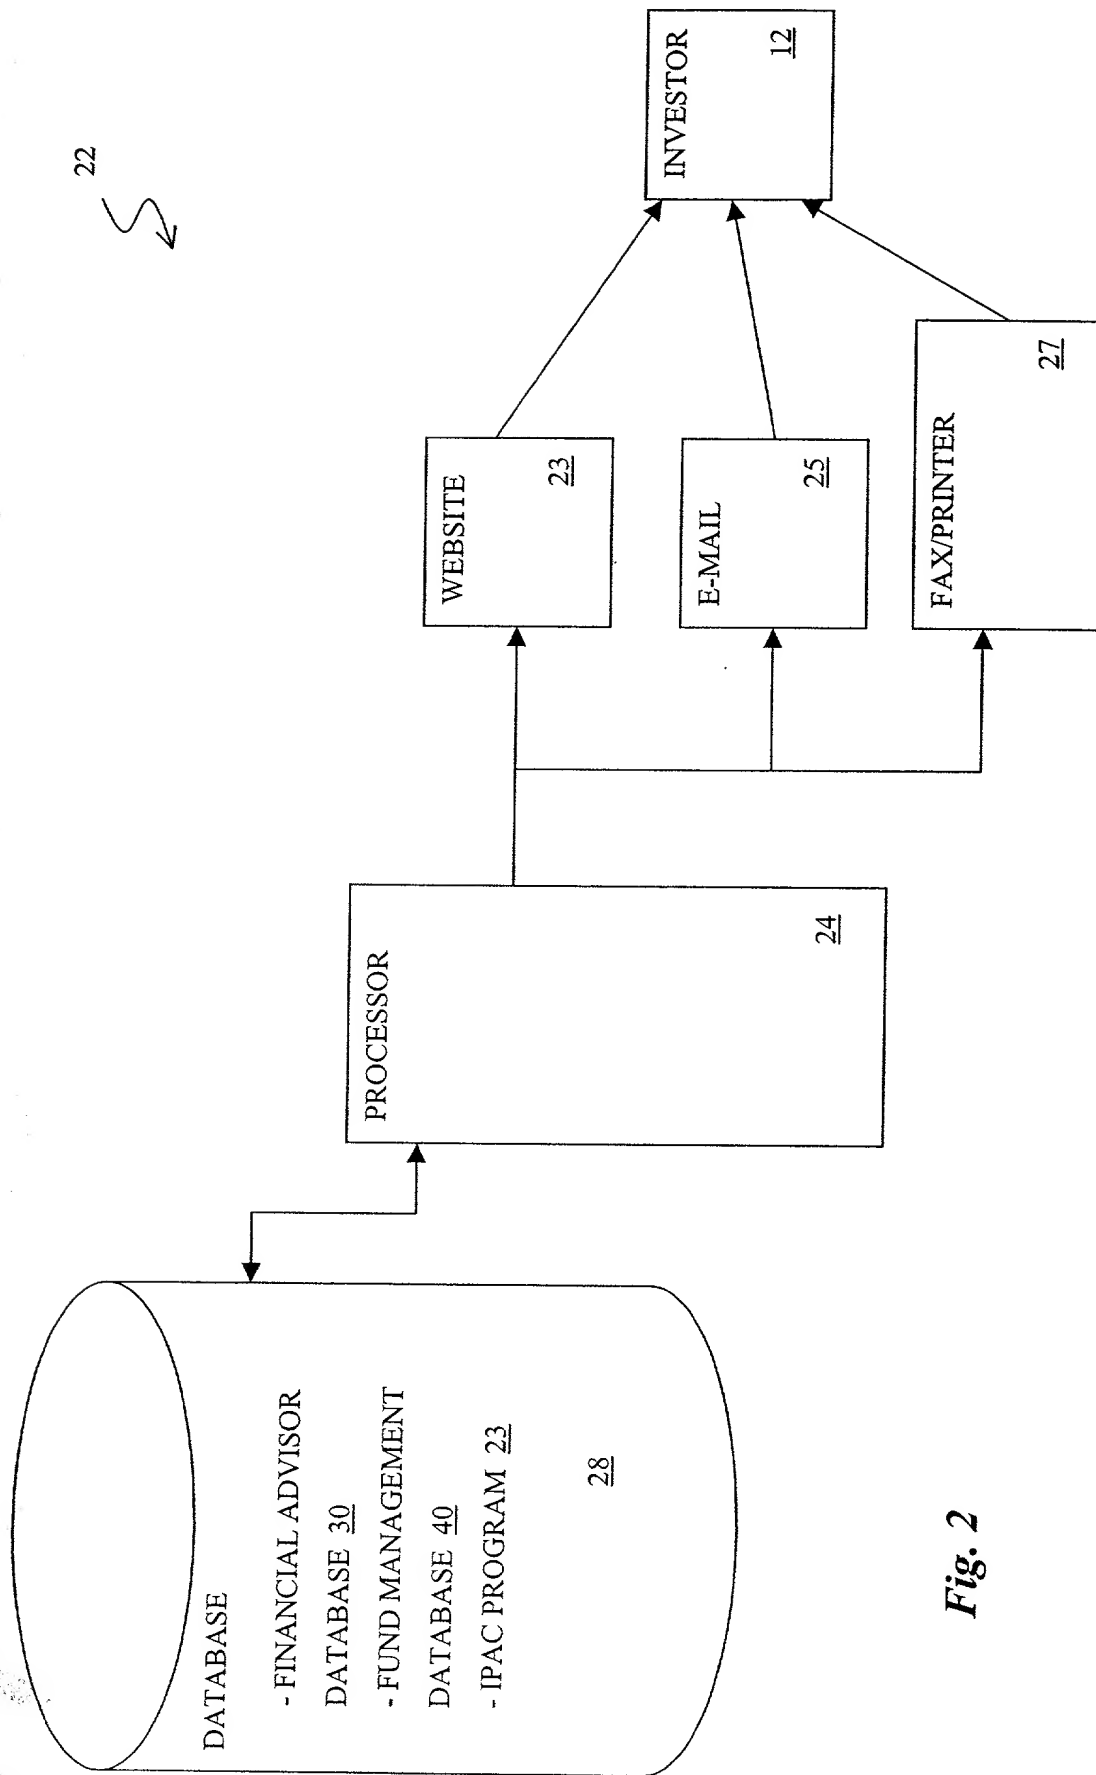 22
DATABASE
- FINANCIAL ADVISOR
DATABASE 30
- FUND MANAGEMENT
DATABASE 40
- IPAC PROGRAM 23
28
PROCESSOR
24
WEBSITE
23
E-MAIL
25
FAX/PRINTER
27
INVESTOR
12
Fig. 2